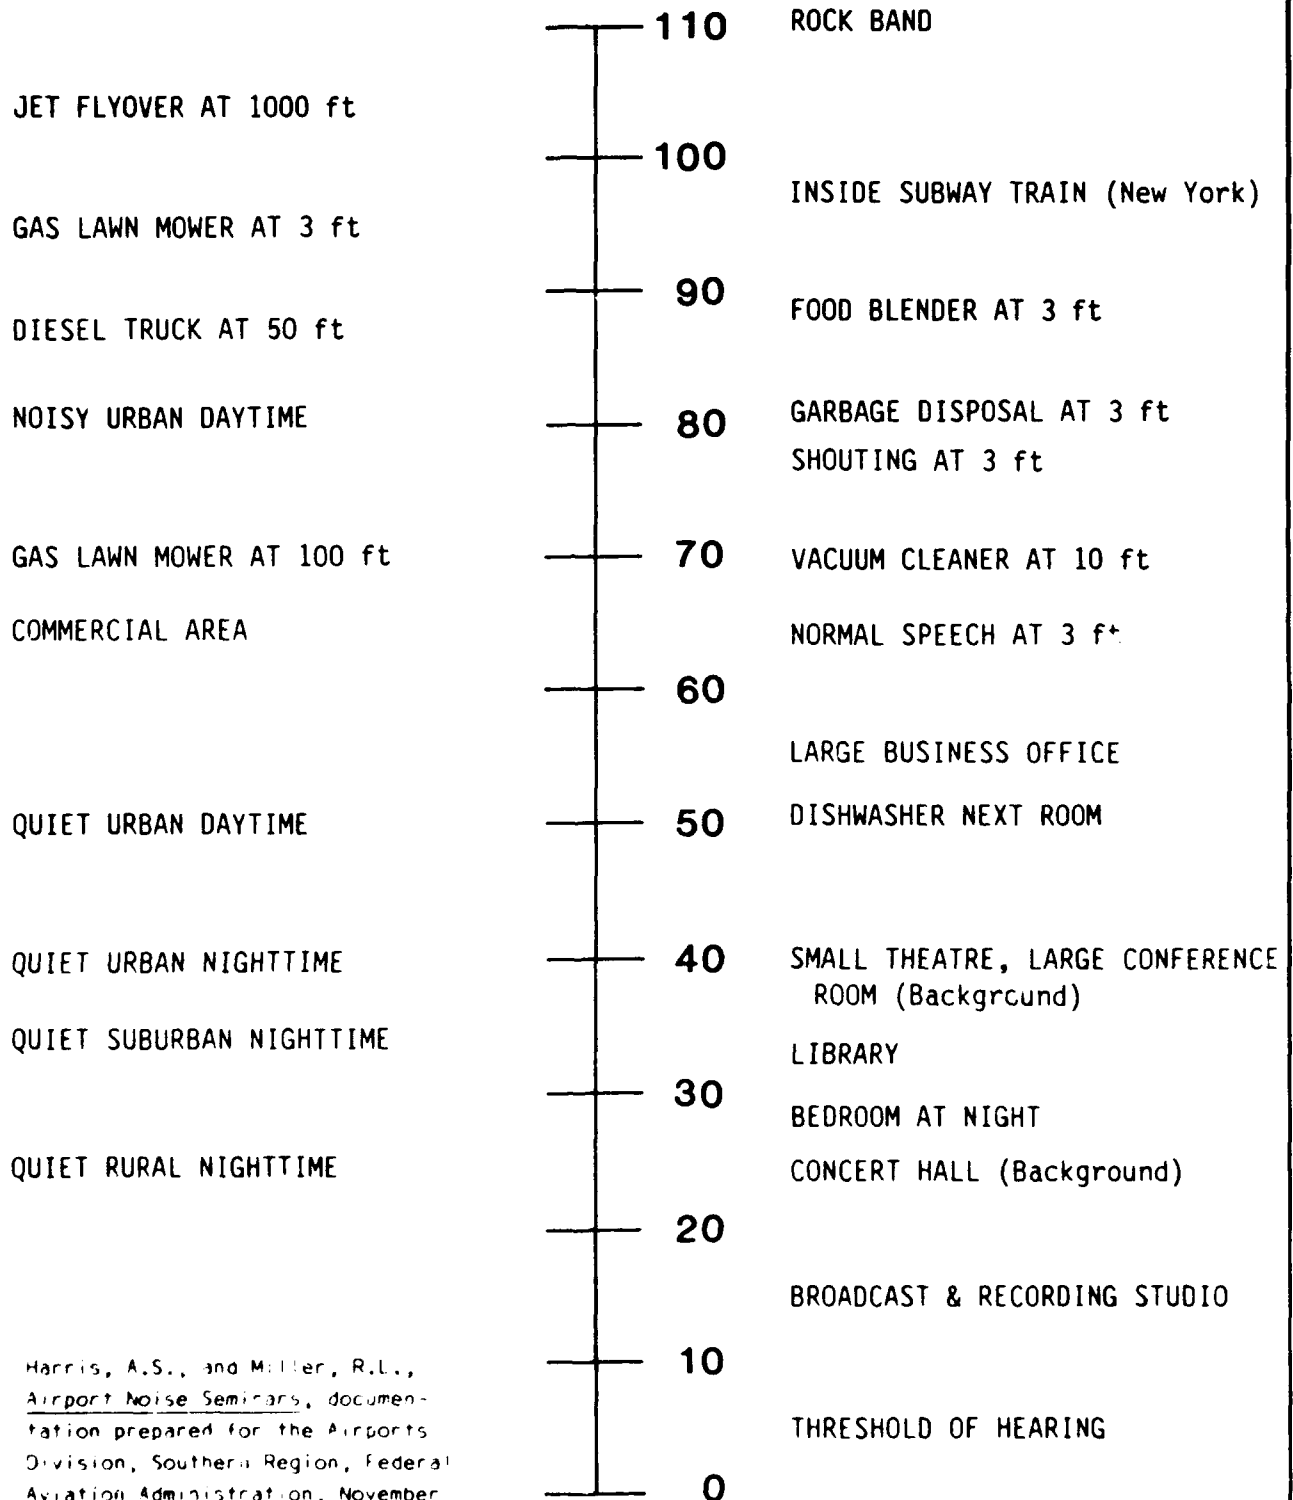 110 ROCK BAND
JET FLYOVER AT 1000 ft
100
INSIDE SUBWAY TRAIN (New York)
GAS LAWN MOWER AT 3 ft
90
FOOD BLENDER AT 3 ft
DIESEL TRUCK AT 50 ft
NOISY URBAN DAYTIME 80 GARBAGE DISPOSAL AT 3 ft
SHOUTING AT 3 ft
GAS LAWN MOWER AT 100 ft 70 VACUUM CLEANER AT 10 ft
COMMERCIAL AREA NORMAL SPEECH AT 3 ft
60
LARGE BUSINESS OFFICE
QUIET URBAN DAYTIME 50 DISHWASHER NEXT ROOM
QUIET URBAN NIGHTTIME 40 SMALL THEATRE, LARGE CONFERENCE
ROOM (Background)
QUIET SUBURBAN NIGHTTIME
LIBRARY
30
BEDROOM AT NIGHT
QUIET RURAL NIGHTTIME CONCERT HALL (Background)
20
BROADCAST & RECORDING STUDIO
10
THRESHOLD OF HEARING
0
Harris, A.S., and Miller, R.L.,
Airport Noise Seminars, documen-
tation prepared for the Airports
Division, Southern Region, Federal
Aviation Administration, November